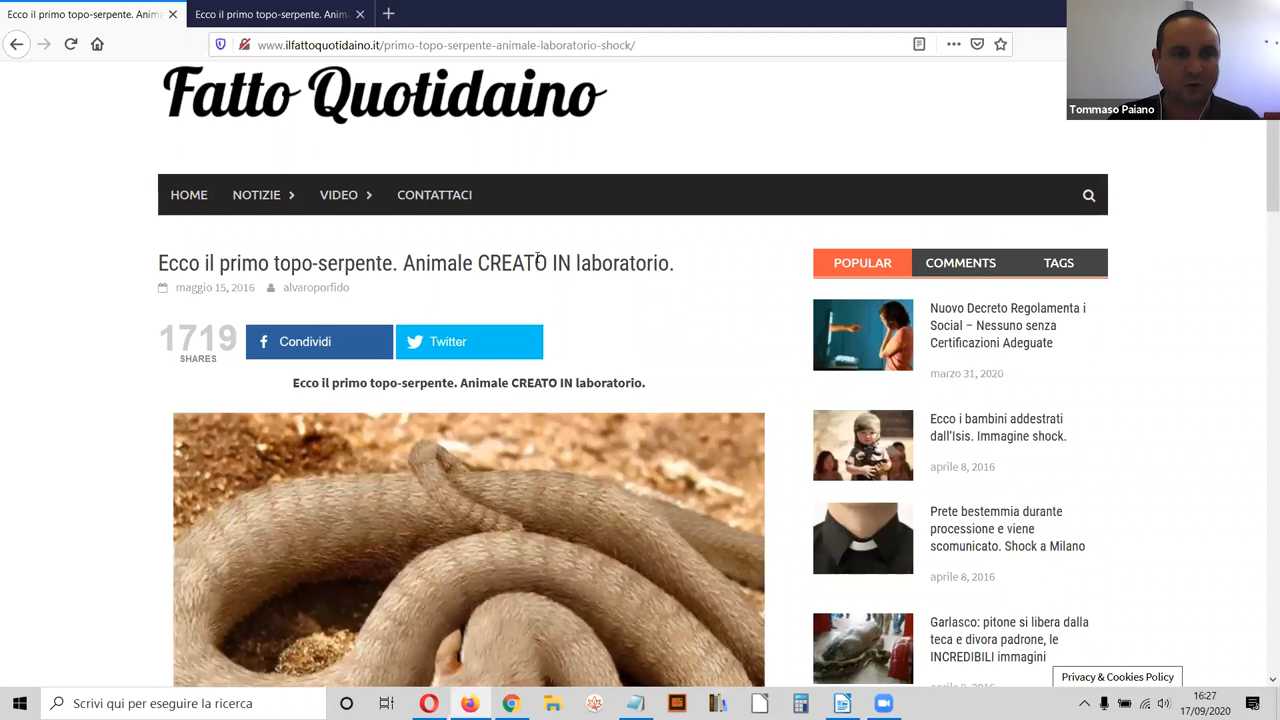 Ecco il primo topo-serpente. Anim
Ecco il primo topo-serpente. Anima
www.ilfattoquotidaino.it/primo-topo-serpente-animale-laboratorio-shock/
Tommaso Paiano
Fatto Quotidaino
HOME
NOTIZIE
VIDEO
CONTATTACI
Ecco il primo topo-serpente. Animale CREATO IN laboratorio.
maggio 15, 2016
alvaroporfido
1719
SHARES
Condividi
Twitter
Ecco il primo topo-serpente. Animale CREATO IN laboratorio.
POPULAR
COMMENTS
TAGS
Nuovo Decreto Regolamenta i
Social – Nessuno senza
Certificazioni Adeguate
marzo 31, 2020
Ecco i bambini addestrati
dall'Isis. Immagine shock.
aprile 8, 2016
Prete bestemmia durante
processione e viene
scomunicato. Shock a Milano
aprile 8, 2016
Garlasco: pitone si libera dalla
teca e divora padrone, le
INCREDIBILI immagini
Privacy & Cookies Policy
Scrivi qui per eseguire la ricerca
16:27
17/09/2020